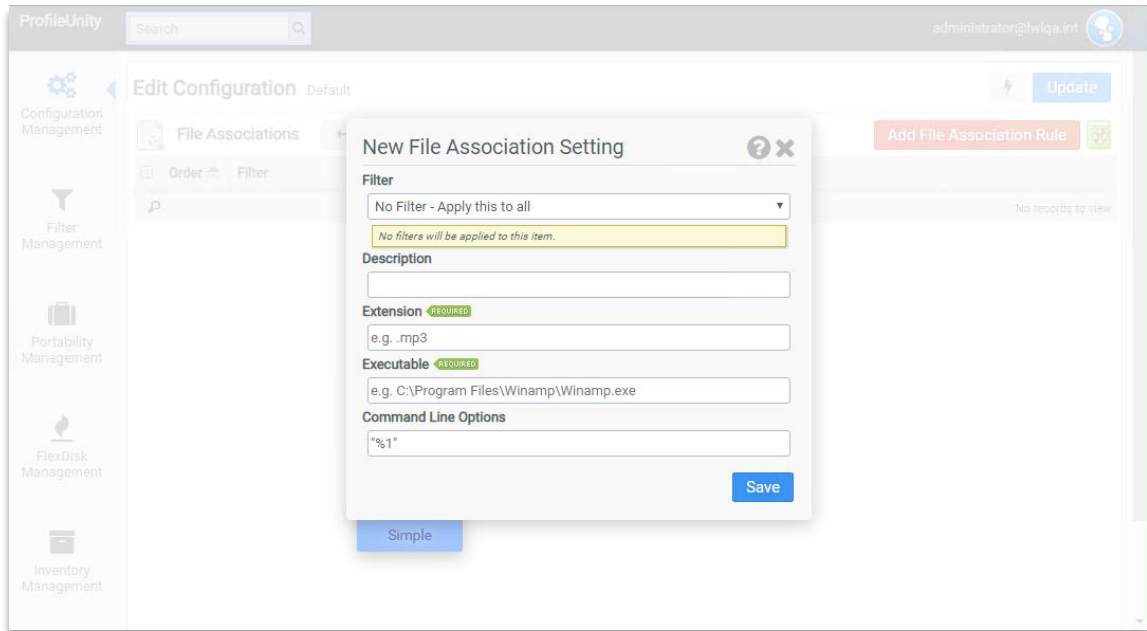 ProfileUnity
Search
administrator@lwlqa.int
Configuration
Management
Edit Configuration Default
Update
File Associations
Add File Association Rule
Order Filter
No records to view
Filter
Management
Portability
Management
FlexDisk
Management
Inventory
Management
New File Association Setting
Filter
No Filter - Apply this to all
No filters will be applied to this item.
Description
Extension REQUIRED
e.g. .mp3
Executable REQUIRED
e.g. C:\Program Files\Winamp\Winamp.exe
Command Line Options
"%1"
Save
Simple